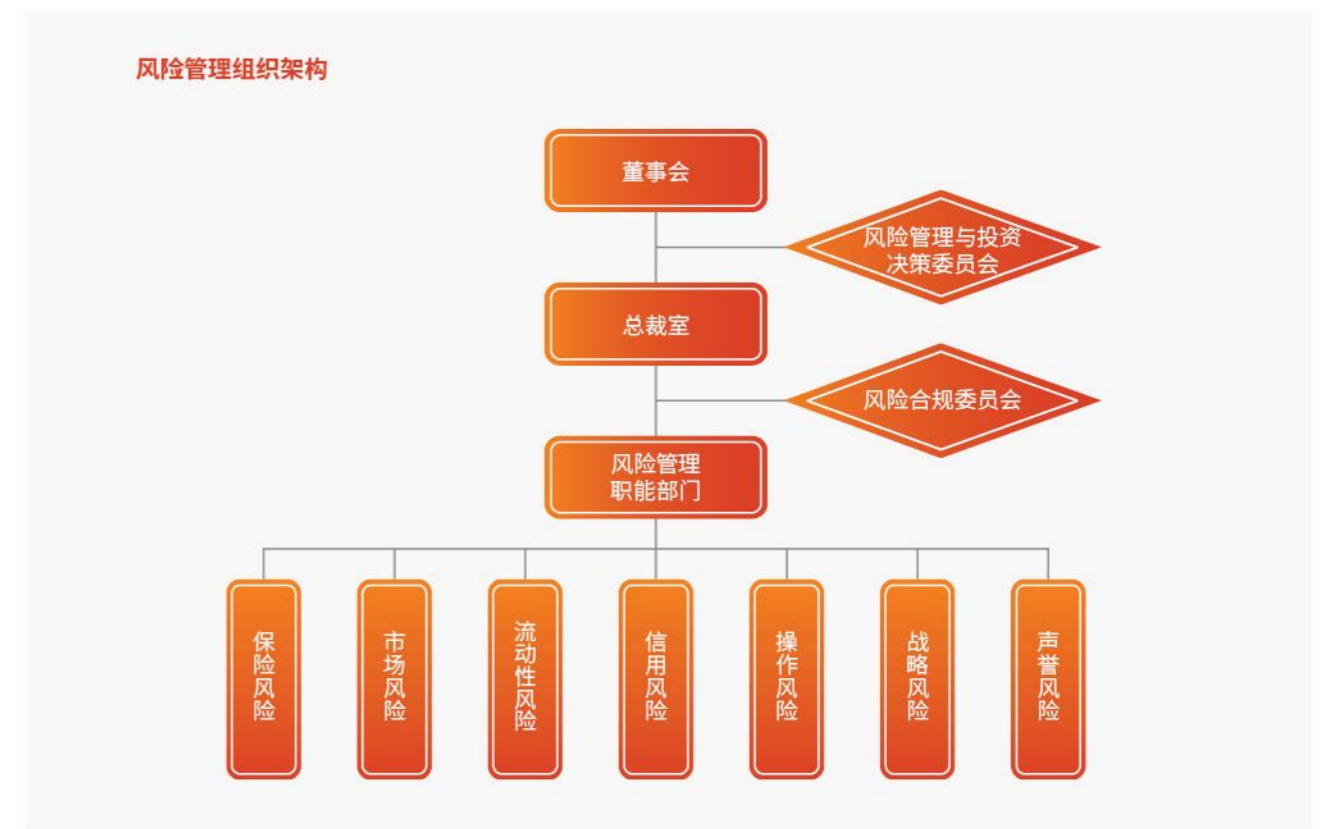 风险管理组织架构
董事会
风险管理与投资
决策委员会
总裁室
风险合规委员会
风险管理
职能部门
保险风险
市场风险
流动性风险
信用风险
操作风险
战略风险
声誉风险